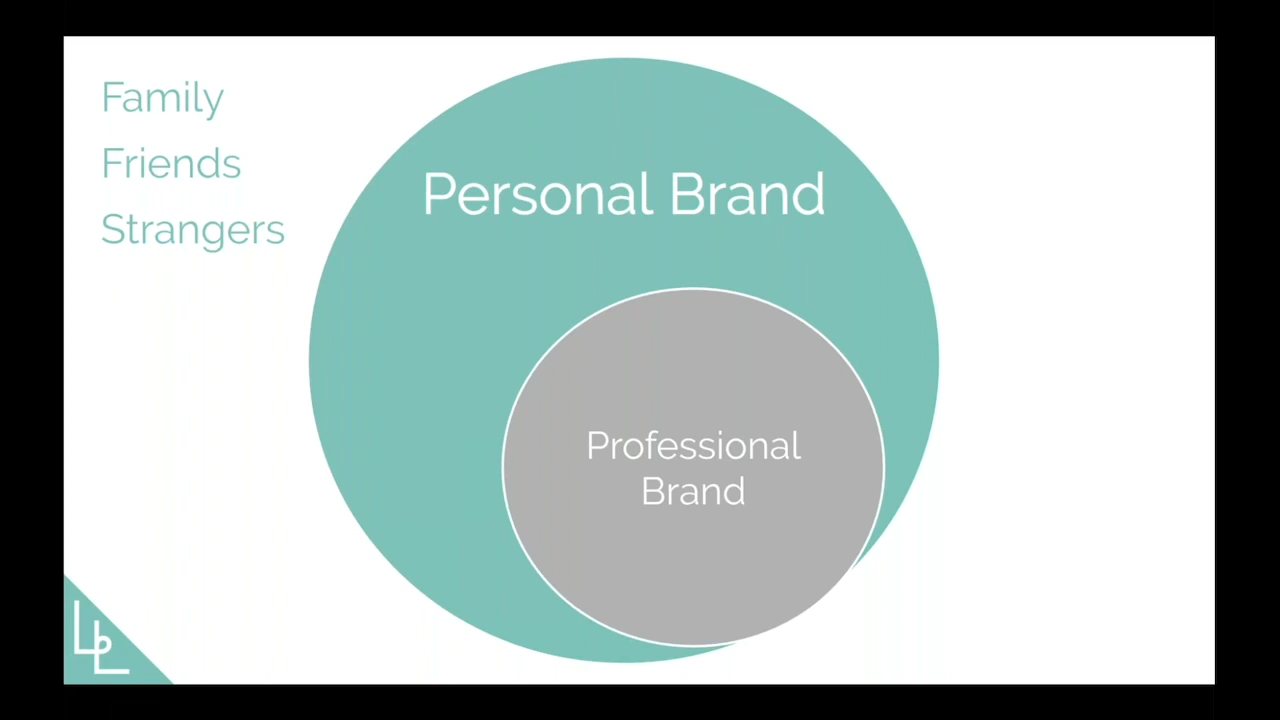 Family
Friends
Strangers
Personal Brand
Professional
Brand